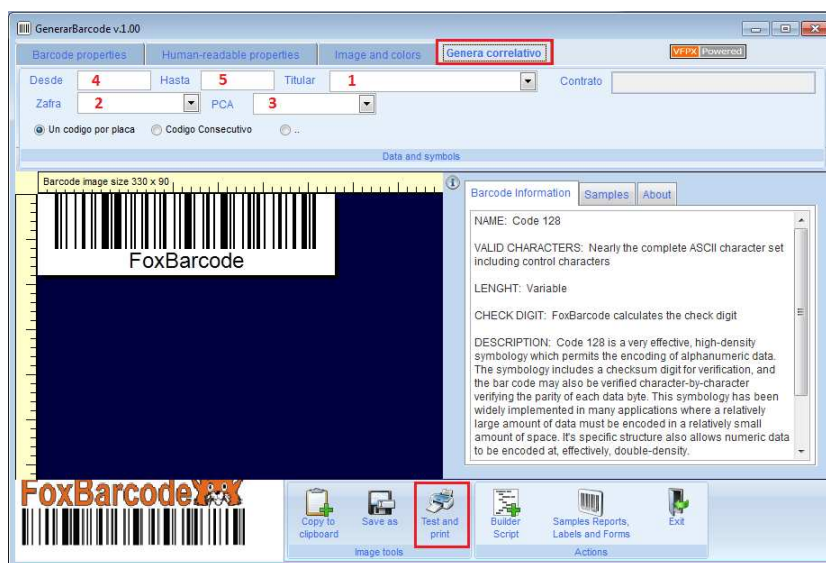 GenerarBarcode v.1.00
Barcode properties Human-readable properties Image and colors Genera correlativo VFPX Powered
Desde 4 Hasta 5 Titular 1 Contrato
Zafra 2 PCA 3
Un codigo por placa Codigo Consecutivo ..
Data and symbols
Barcode image size 330 x 90
FoxBarcode
Barcode Information Samples About
NAME: Code 128
VALID CHARACTERS: Nearly the complete ASCII character set
including control characters
LENGHT: Variable
CHECK DIGIT: FoxBarcode calculates the check digit
DESCRIPTION: Code 128 is a very effective, high-density
symbology which permits the encoding of alphanumeric data.
The symbology includes a checksum digit for verification, and
the bar code may also be verified character-by-character
verifying the parity of each data byte. This symbology has been
widely implemented in many applications where a relatively
large amount of data must be encoded in a relatively small
amount of space. It's specific structure also allows numeric data
to be encoded at, effectively, double-density.
FoxBarcode
Copy to clipboard Save as Test and print Builder Script Samples Reports, Labels and Forms Exit
Image tools Actions